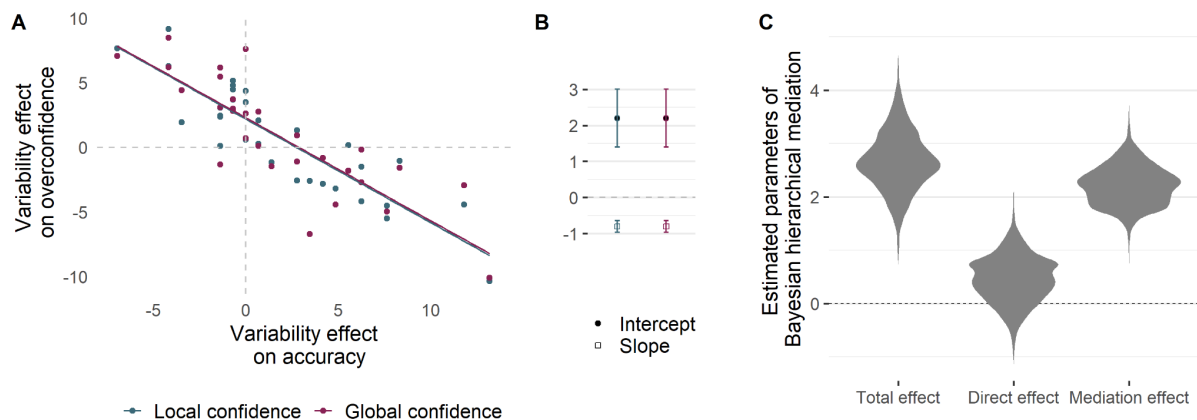 A
10
5
0
-5
-10
Variability effect
on overconfidence
-5
0
5
10
Variability effect
on accuracy
Local confidence
Global confidence
B
3
2
1
0
-1
Intercept
Slope
C
Estimated parameters of
Bayesian hierarchical mediation
4
2
0
Total effect
Direct effect
Mediation effect